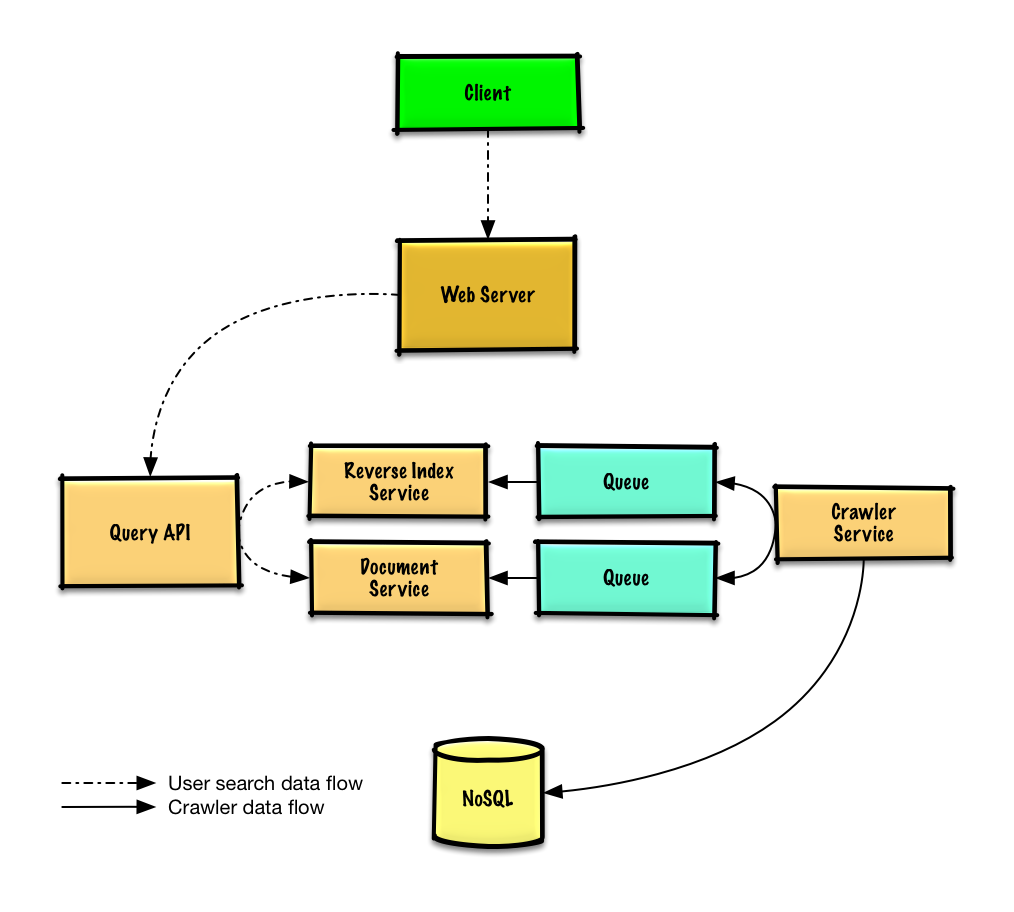 Client
Web Server
Reverse Index
Service
Queue
Crawler
Service
Query API
Document
Service
Queue
NoSQL
User search data flow
Crawler data flow